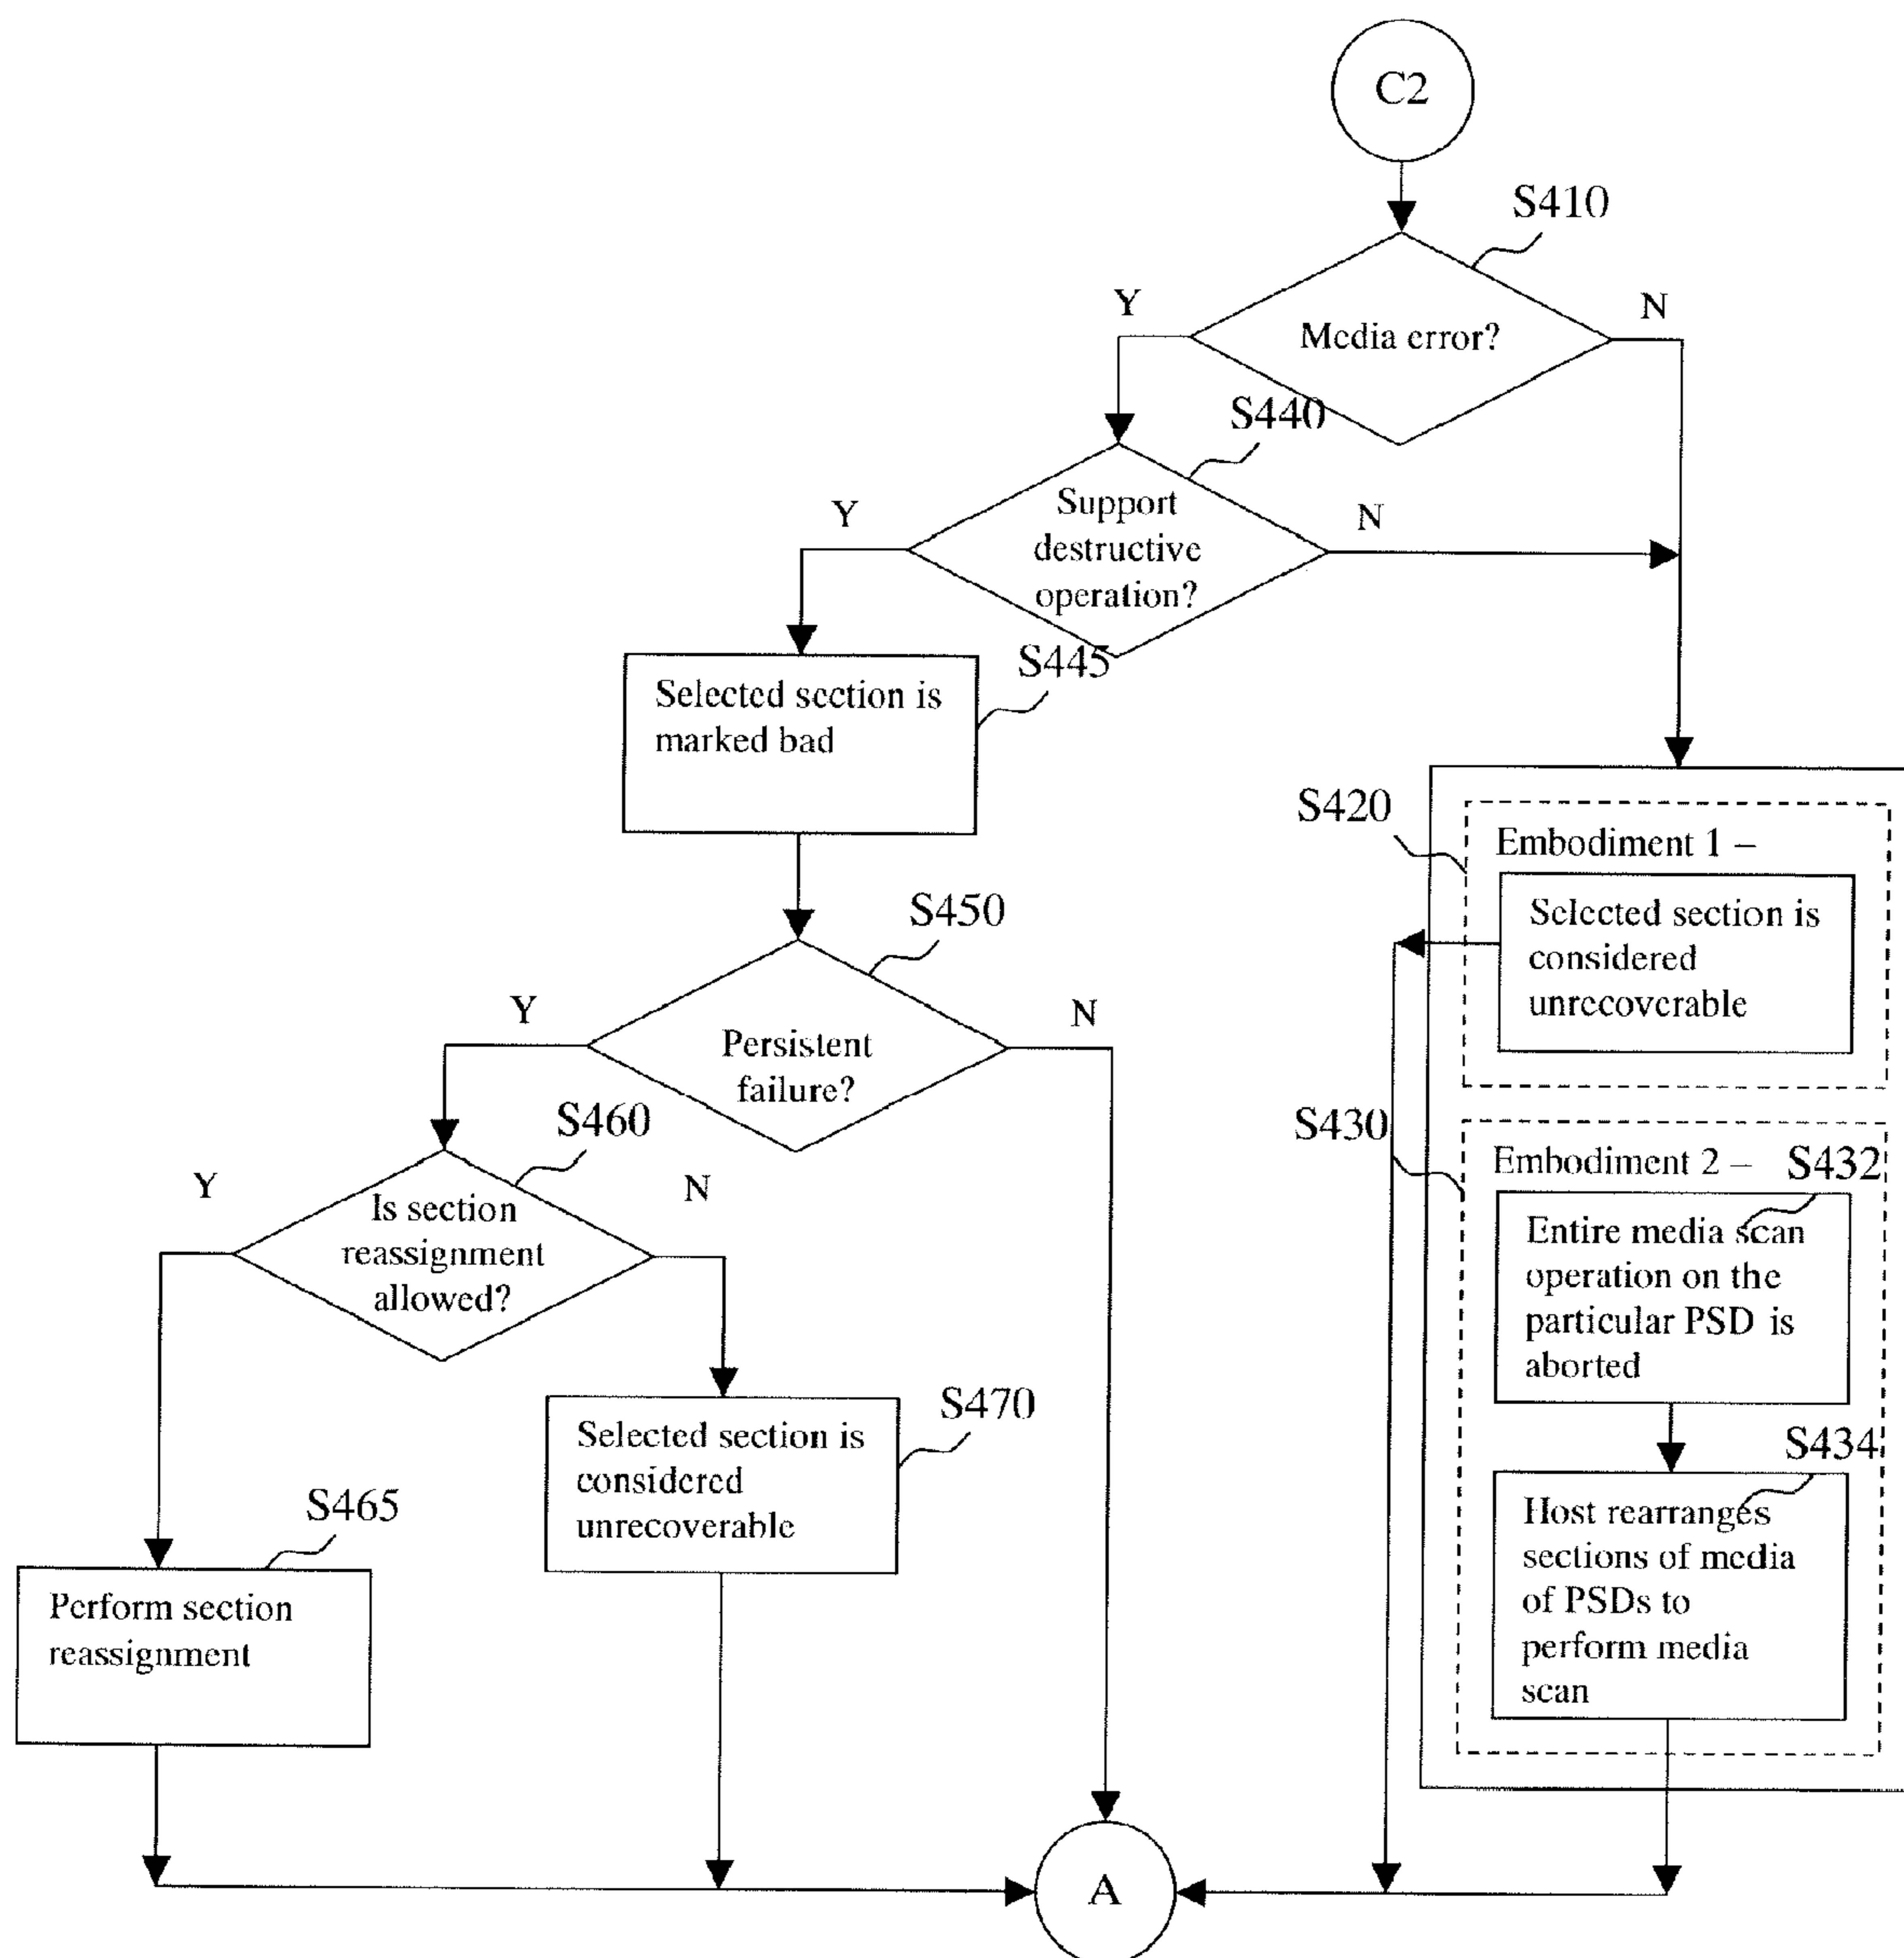 C2
S410
Y
N
Media error?
S440
Y
N
Support
destructive
operation?
S445
Selected section is
marked bad
S420
Embodiment 1 –
Selected section is
considered
unrecoverable
S450
Y
N
Persistent
failure?
S430
S460
Y
N
Is section
reassignment
allowed?
Embodiment 2 –
S432
Entire media scan
operation on the
particular PSD is
aborted
S470
Selected section is
considered
unrecoverable
S434
Host rearranges
sections of media
of PSDs to
perform media
scan
S465
Perform section
reassignment
A